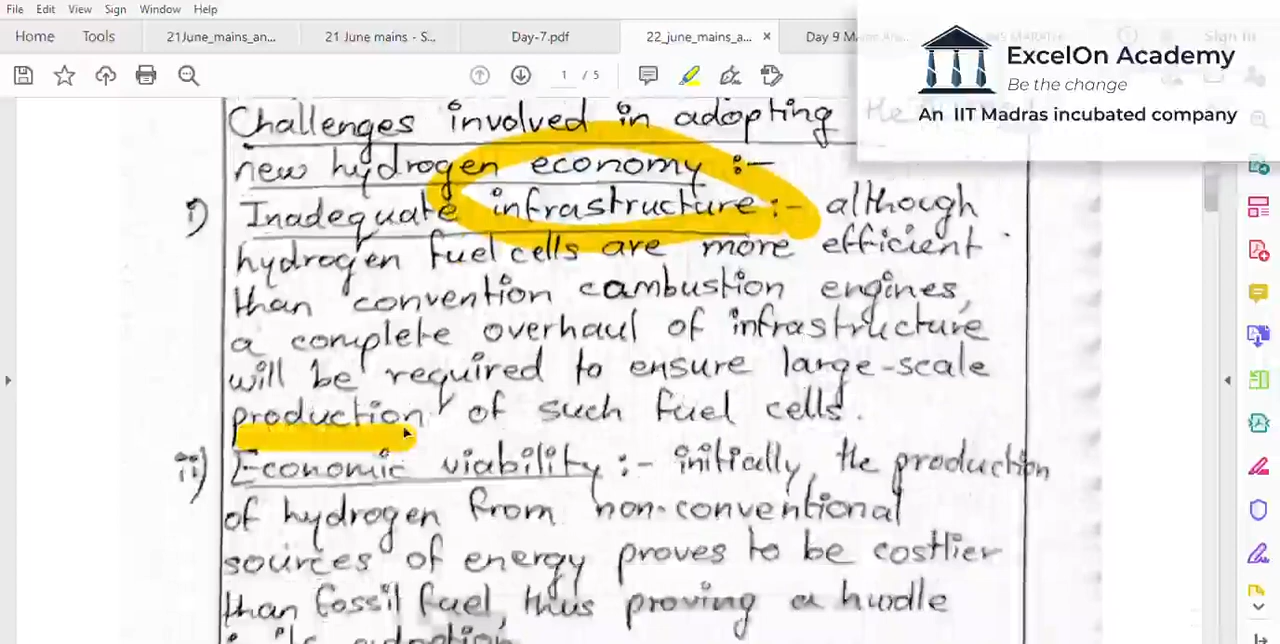 File Edit View Sign Window Help
Home Tools 21June_mains_an... 21 June mains - S... Day-7.pdf 22_june_mains_a... × Day 9 Sign In
1 / 5
ExcelOn Academy
Be the change
An IIT Madras incubated company
Challenges involved in adopting the
new hydrogen economy :-
i) Inadequate infrastructure :- although
hydrogen fuel cells are more efficient
than convention cambustion engines,
a complete overhaul of infrastructure
will be required to ensure large-scale
production of such fuel cells.
ii) Economic viability :- initially, the production
of hydrogen from non-conventional
sources of energy proves to be costlier
than fossil fuel, thus proving a hurdle